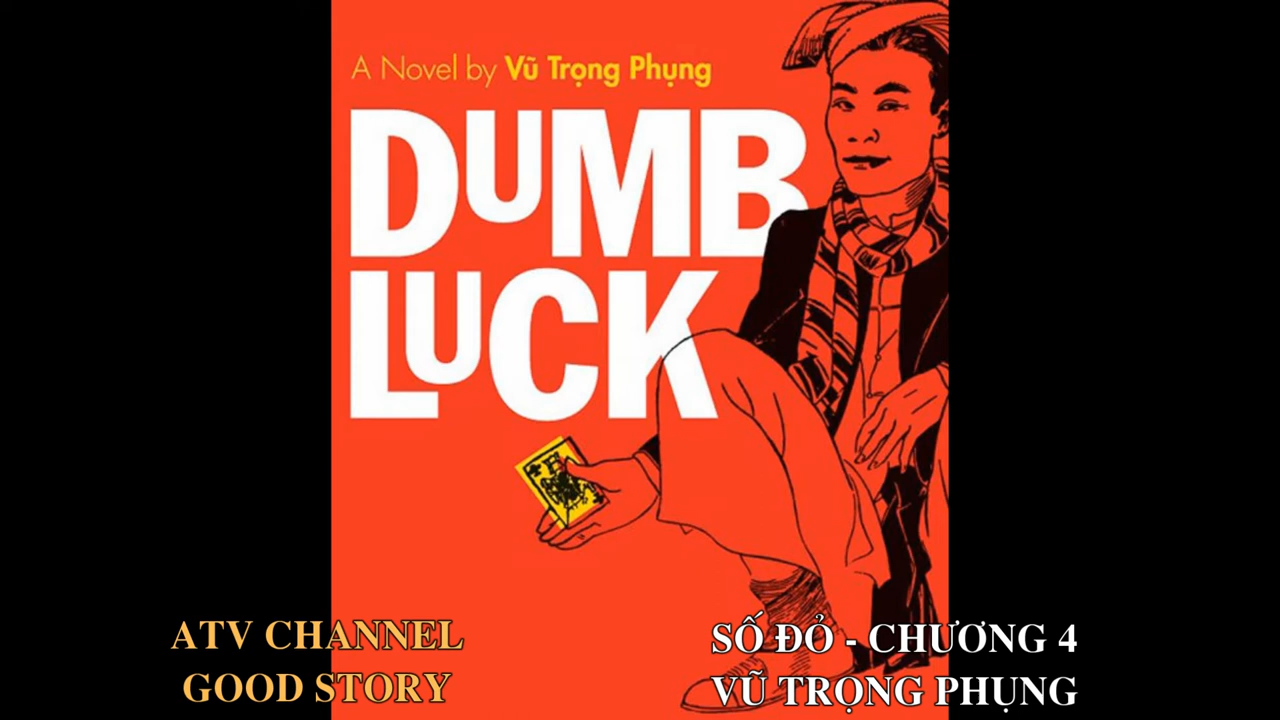 A Novel by Vũ Trọng Phụng
DUMB
LUCK
ATV CHANNEL
GOOD STORY
SỐ ĐỎ - CHƯƠNG 4
VŨ TRỌNG PHỤNG